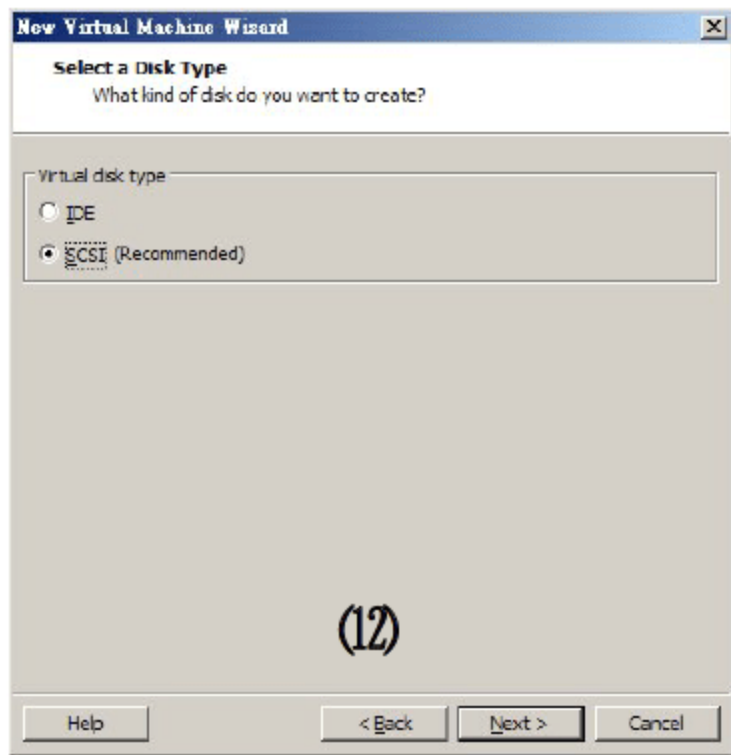 New Virtual Machine Wizard
Select a Disk Type
What kind of disk do you want to create?
Virtual disk type
IDE
SCSI (Recommended)
(12)
Help < Back Next > Cancel